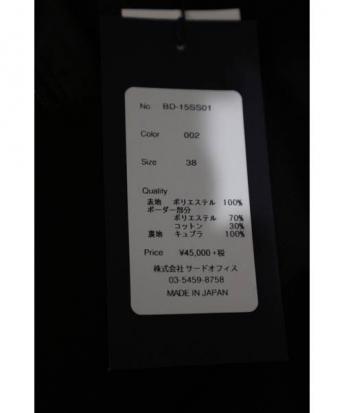 No. BD-15SS01
Color 002
Size 38
Quality
表地 ポリエステル 100%
ボーダー部分
ポリエステル 70%
コットン 30%
裏地 キュプラ 100%
Price ¥45,000 +税
株式会社 サードオフィス
03-5459-8758
MADE IN JAPAN